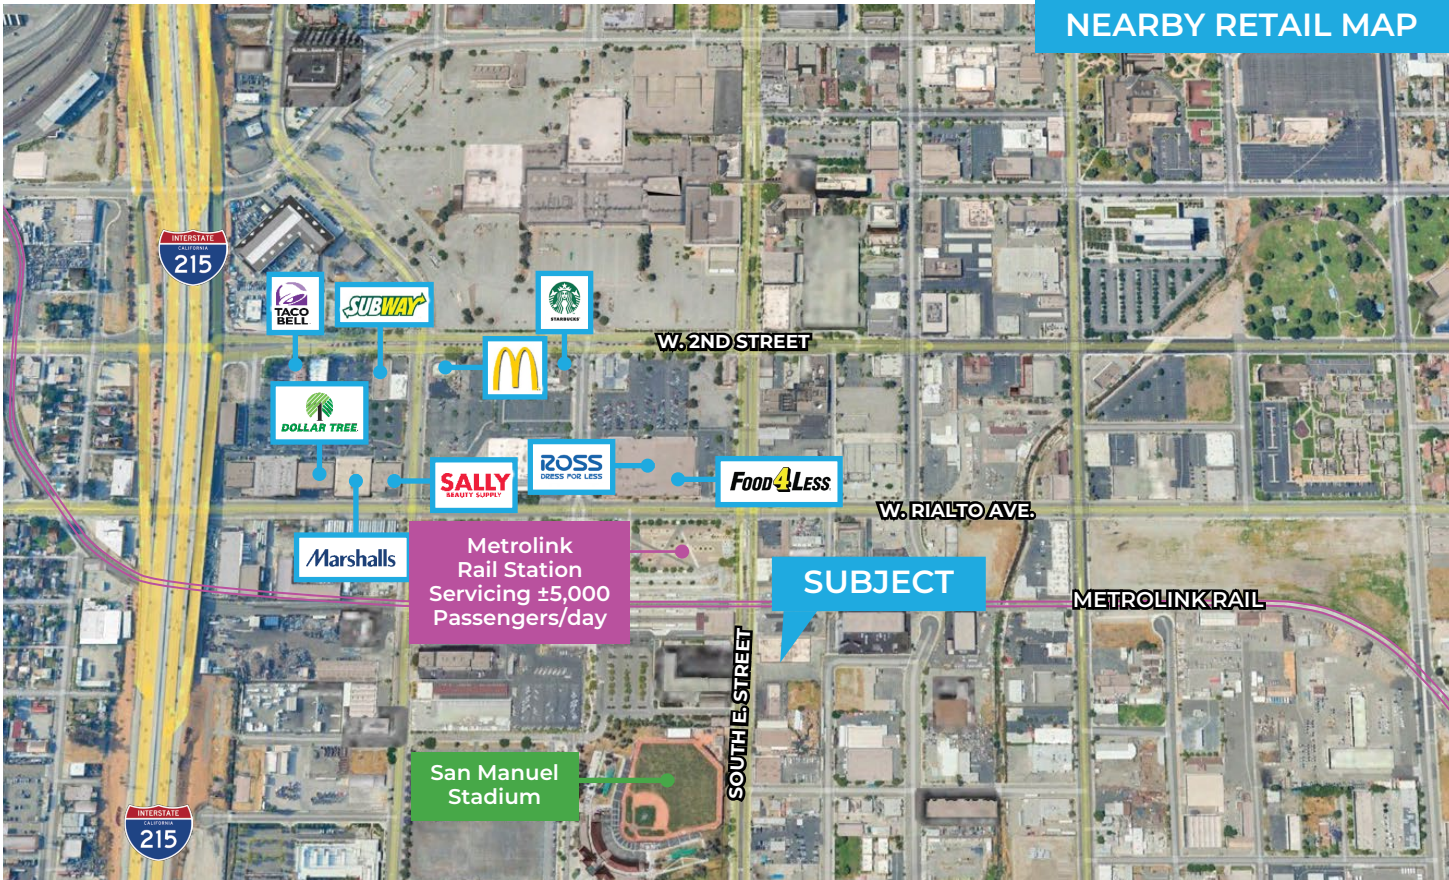 NEARBY RETAIL MAP
INTERSTATE
CALIFORNIA
215
TACO
BELL
SUBWAY
STARBUCKS
W. 2ND STREET
DOLLAR TREE
SALLY
BEAUTY SUPPLY
ROSS
DRESS FOR LESS
FOOD 4 LESS
W. RIALTO AVE.
Marshalls
Metrolink
Rail Station
Servicing ±5,000
Passengers/day
SUBJECT
METROLINK RAIL
SOUTH E. STREET
San Manuel
Stadium
INTERSTATE
CALIFORNIA
215